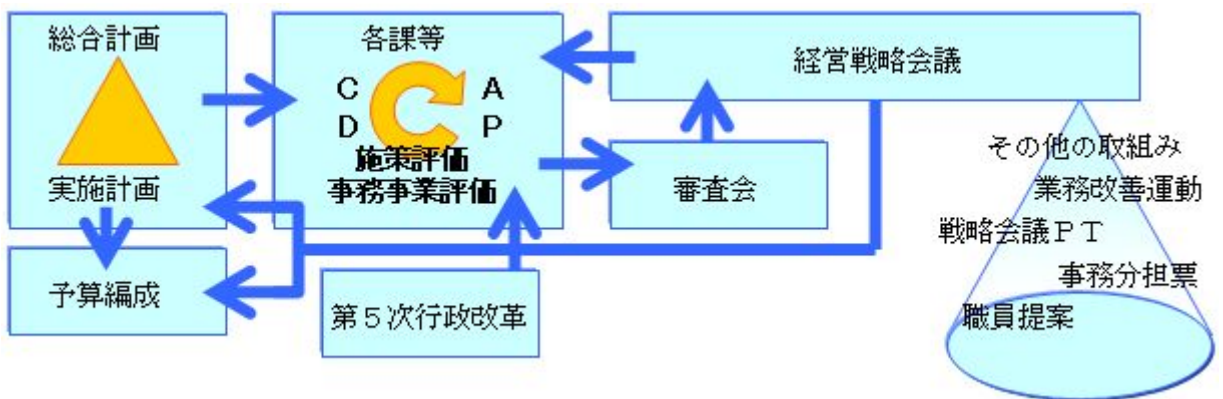 総合計画
実施計画
予算編成
各課等
C A
D P
施策評価
事務事業評価
第５次行政改革
経営戦略会議
審査会
その他の取組み
業務改善運動
戦略会議ＰＴ
事務分担票
職員提案